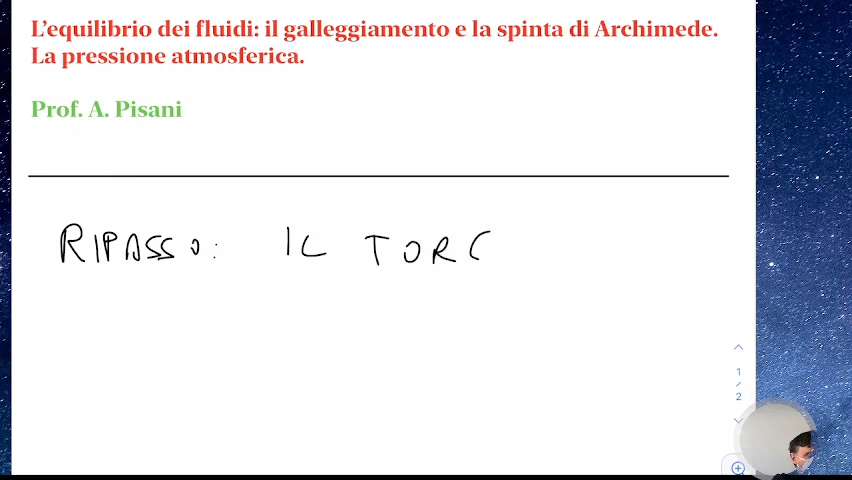 L'equilibrio dei fluidi: il galleggiamento e la spinta di Archimede.
La pressione atmosferica.
Prof. A. Pisani
RIPASSO: IL TORC
1
/
2